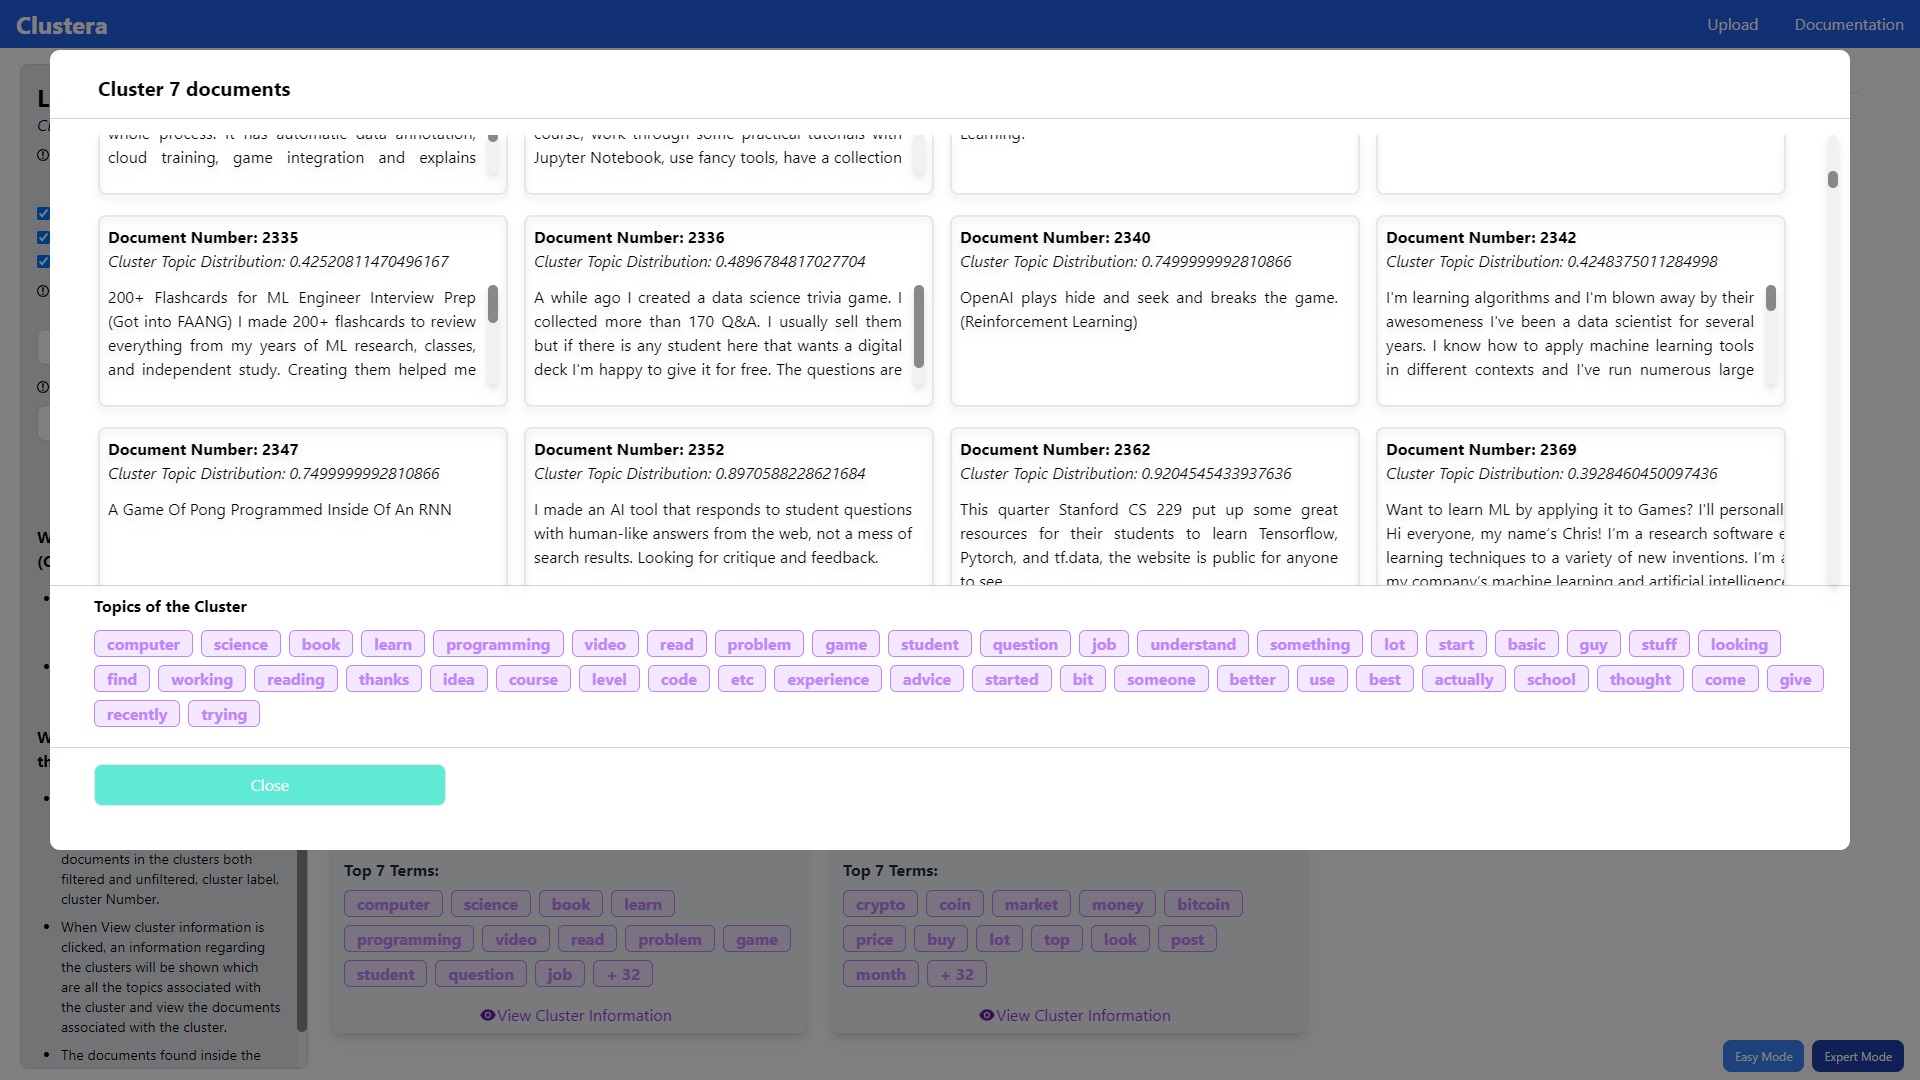 Clustera
Upload
Documentation
Cluster 7 documents
whole process. It has automatic data annotation,
cloud training, game integration and explains
course, work through some practical tutorials with
Jupyter Notebook, use fancy tools, have a collection
Learning.
Document Number: 2335
Cluster Topic Distribution: 0.42520811470496167
200+ Flashcards for ML Engineer Interview Prep
(Got into FAANG) I made 200+ flashcards to review
everything from my years of ML research, classes,
and independent study. Creating them helped me
Document Number: 2336
Cluster Topic Distribution: 0.4896784817027704
A while ago I created a data science trivia game. I
collected more than 170 Q&A. I usually sell them
but if there is any student here that wants a digital
deck I'm happy to give it for free. The questions are
Document Number: 2340
Cluster Topic Distribution: 0.7499999992810866
OpenAI plays hide and seek and breaks the game.
(Reinforcement Learning)
Document Number: 2342
Cluster Topic Distribution: 0.4248375011284998
I'm learning algorithms and I'm blown away by their
awesomeness I've been a data scientist for several
years. I know how to apply machine learning tools
in different contexts and I've run numerous large
Document Number: 2347
Cluster Topic Distribution: 0.7499999992810866
A Game Of Pong Programmed Inside Of An RNN
Document Number: 2352
Cluster Topic Distribution: 0.8970588228621684
I made an AI tool that responds to student questions
with human-like answers from the web, not a mess of
search results. Looking for critique and feedback.
Document Number: 2362
Cluster Topic Distribution: 0.9204545433937636
This quarter Stanford CS 229 put up some great
resources for their students to learn Tensorflow,
Pytorch, and tf.data, the website is public for anyone
to see
Document Number: 2369
Cluster Topic Distribution: 0.3928460450097436
Want to learn ML by applying it to Games? I'll personall
Hi everyone, my name's Chris! I'm a research software e
learning techniques to a variety of new inventions. I'm a
my company's machine learning and artificial intelligence
Topics of the Cluster
computer science book learn programming video read problem game student question job understand something lot start basic guy stuff looking
find working reading thanks idea course level code etc experience advice started bit someone better use best actually school thought come give
recently trying
Close
documents in the clusters both
filtered and unfiltered, cluster label,
cluster Number.
When View cluster information is
clicked, an information regarding
the clusters will be shown which
are all the topics associated with
the cluster and view the documents
associated with the cluster.
The documents found inside the
Top 7 Terms:
computer science book learn
programming video read problem game
student question job + 32
View Cluster Information
Top 7 Terms:
crypto coin market money bitcoin
price buy lot top look post
month + 32
View Cluster Information
Easy Mode
Expert Mode